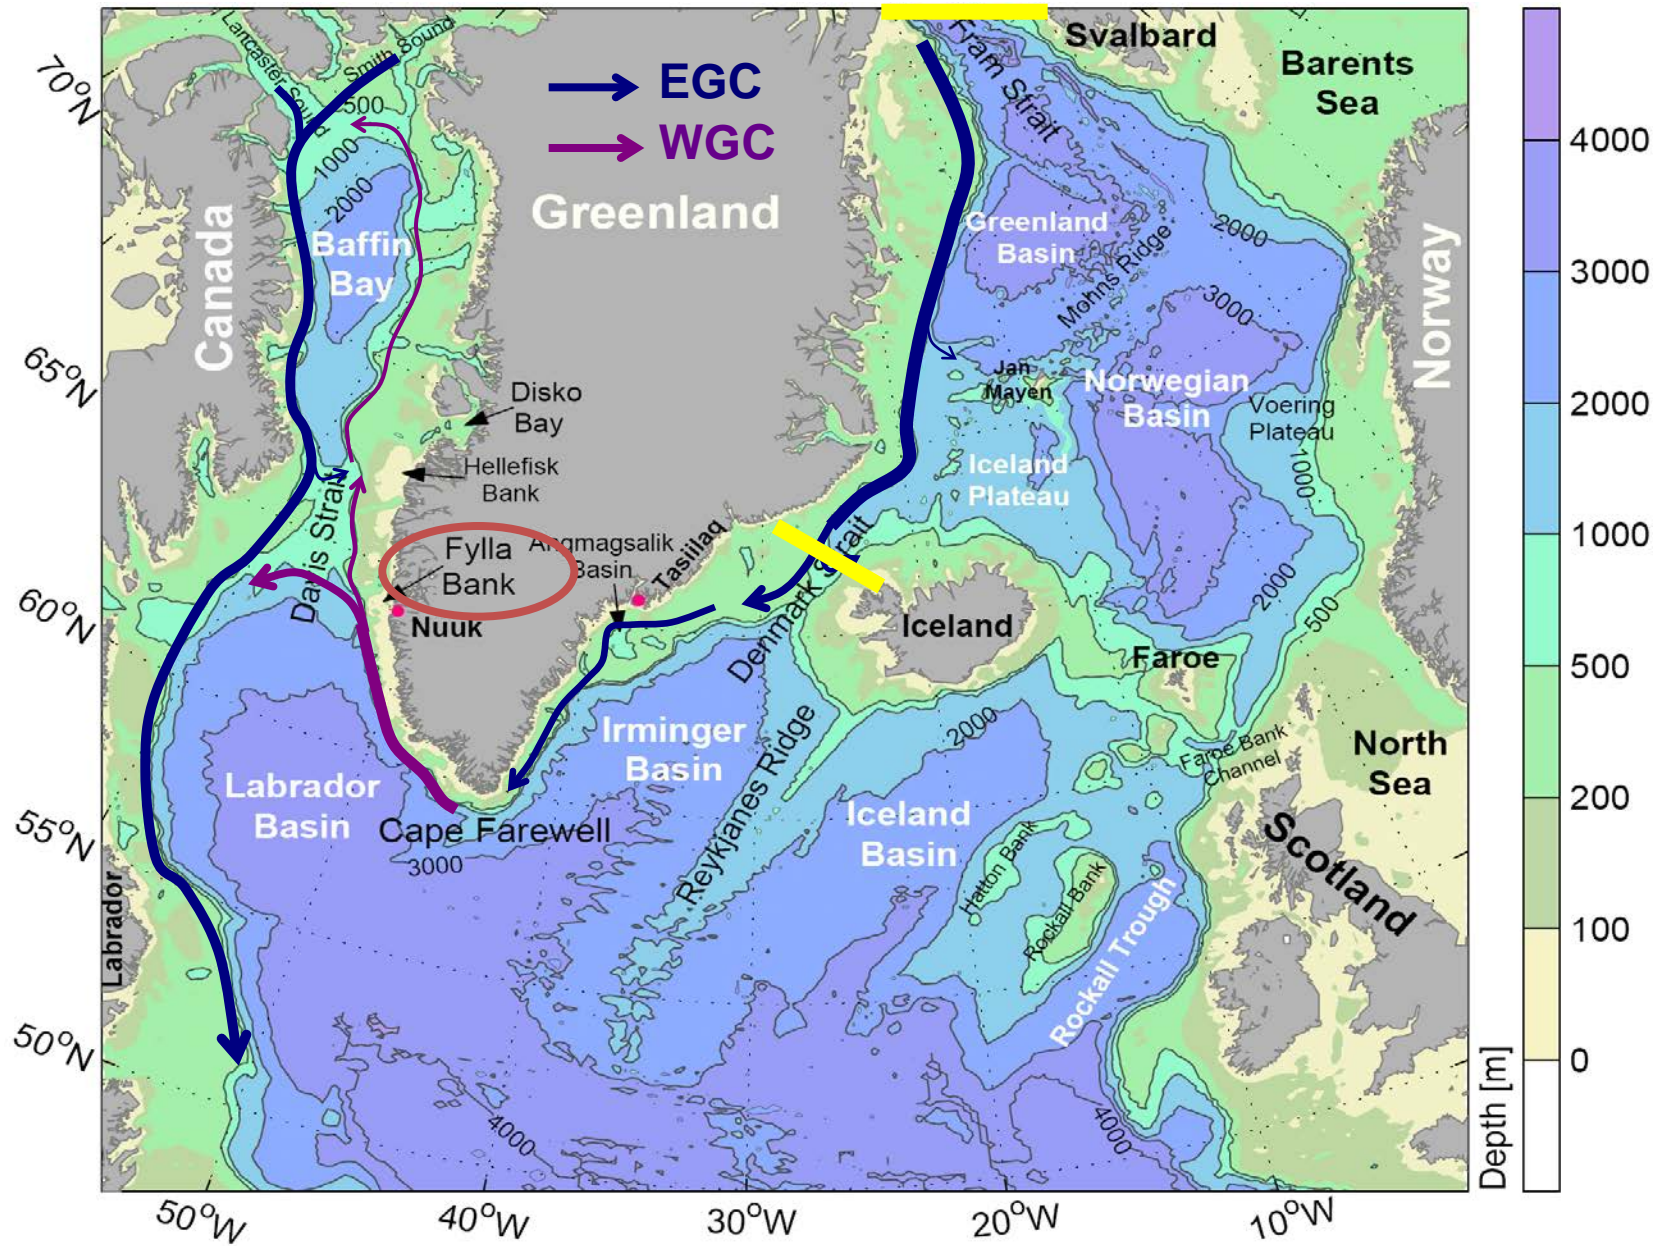 EGC
WGC
Lancaster Sound
Smith Sound
500
1000
2000
Baffin
Bay
Canada
Greenland
Fram Strait
Svalbard
Barents
Sea
Greenland
Basin
Mohns Ridge
2000
3000
Jan
Mayen
Norwegian
Basin
Voering
Plateau
1000
Norway
Iceland
Plateau
Disko
Bay
Hellefisk
Bank
Davis Strait
Fylla
Bank
Angmagsalik
Basin
Tasiilaq
Nuuk
Denmark Strait
Iceland
2000
500
Faroe
Faroe Bank
Channel
North
Sea
Irminger
Basin
Reykjanes Ridge
2000
Labrador
Basin
Cape Farewell
3000
Iceland
Basin
Hatton Bank
Rockall Bank
Rockall Trough
Scotland
Labrador
4000
4000
70°N
65°N
60°N
55°N
50°N
50°W
40°W
30°W
20°W
10°W
4000
3000
2000
1000
500
200
100
0
Depth [m]